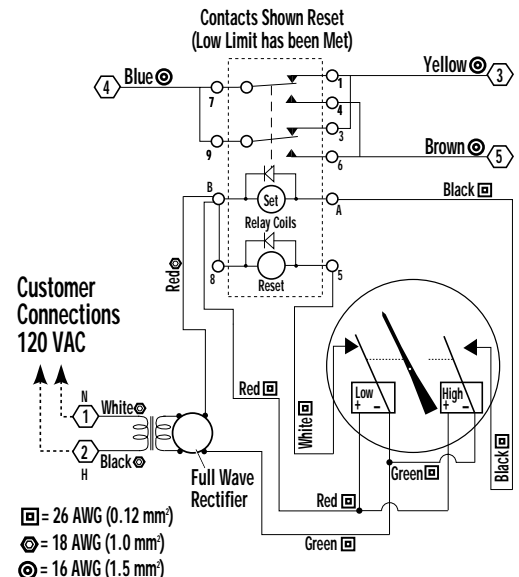 Contacts Shown Reset
(Low Limit has been Met)
Blue
4
Yellow
3
7
1
4
3
9
6
Brown
5
B
Set
A
Black
Relay Coils
8
Reset
5
Red
Customer
Connections
120 VAC
N
1
White
2
Black
H
Full Wave
Rectifier
Red
White
Low
+ -
High
+ -
Green
Black
Red
Green
= 26 AWG (0.12 mm²)
= 18 AWG (1.0 mm²)
= 16 AWG (1.5 mm²)